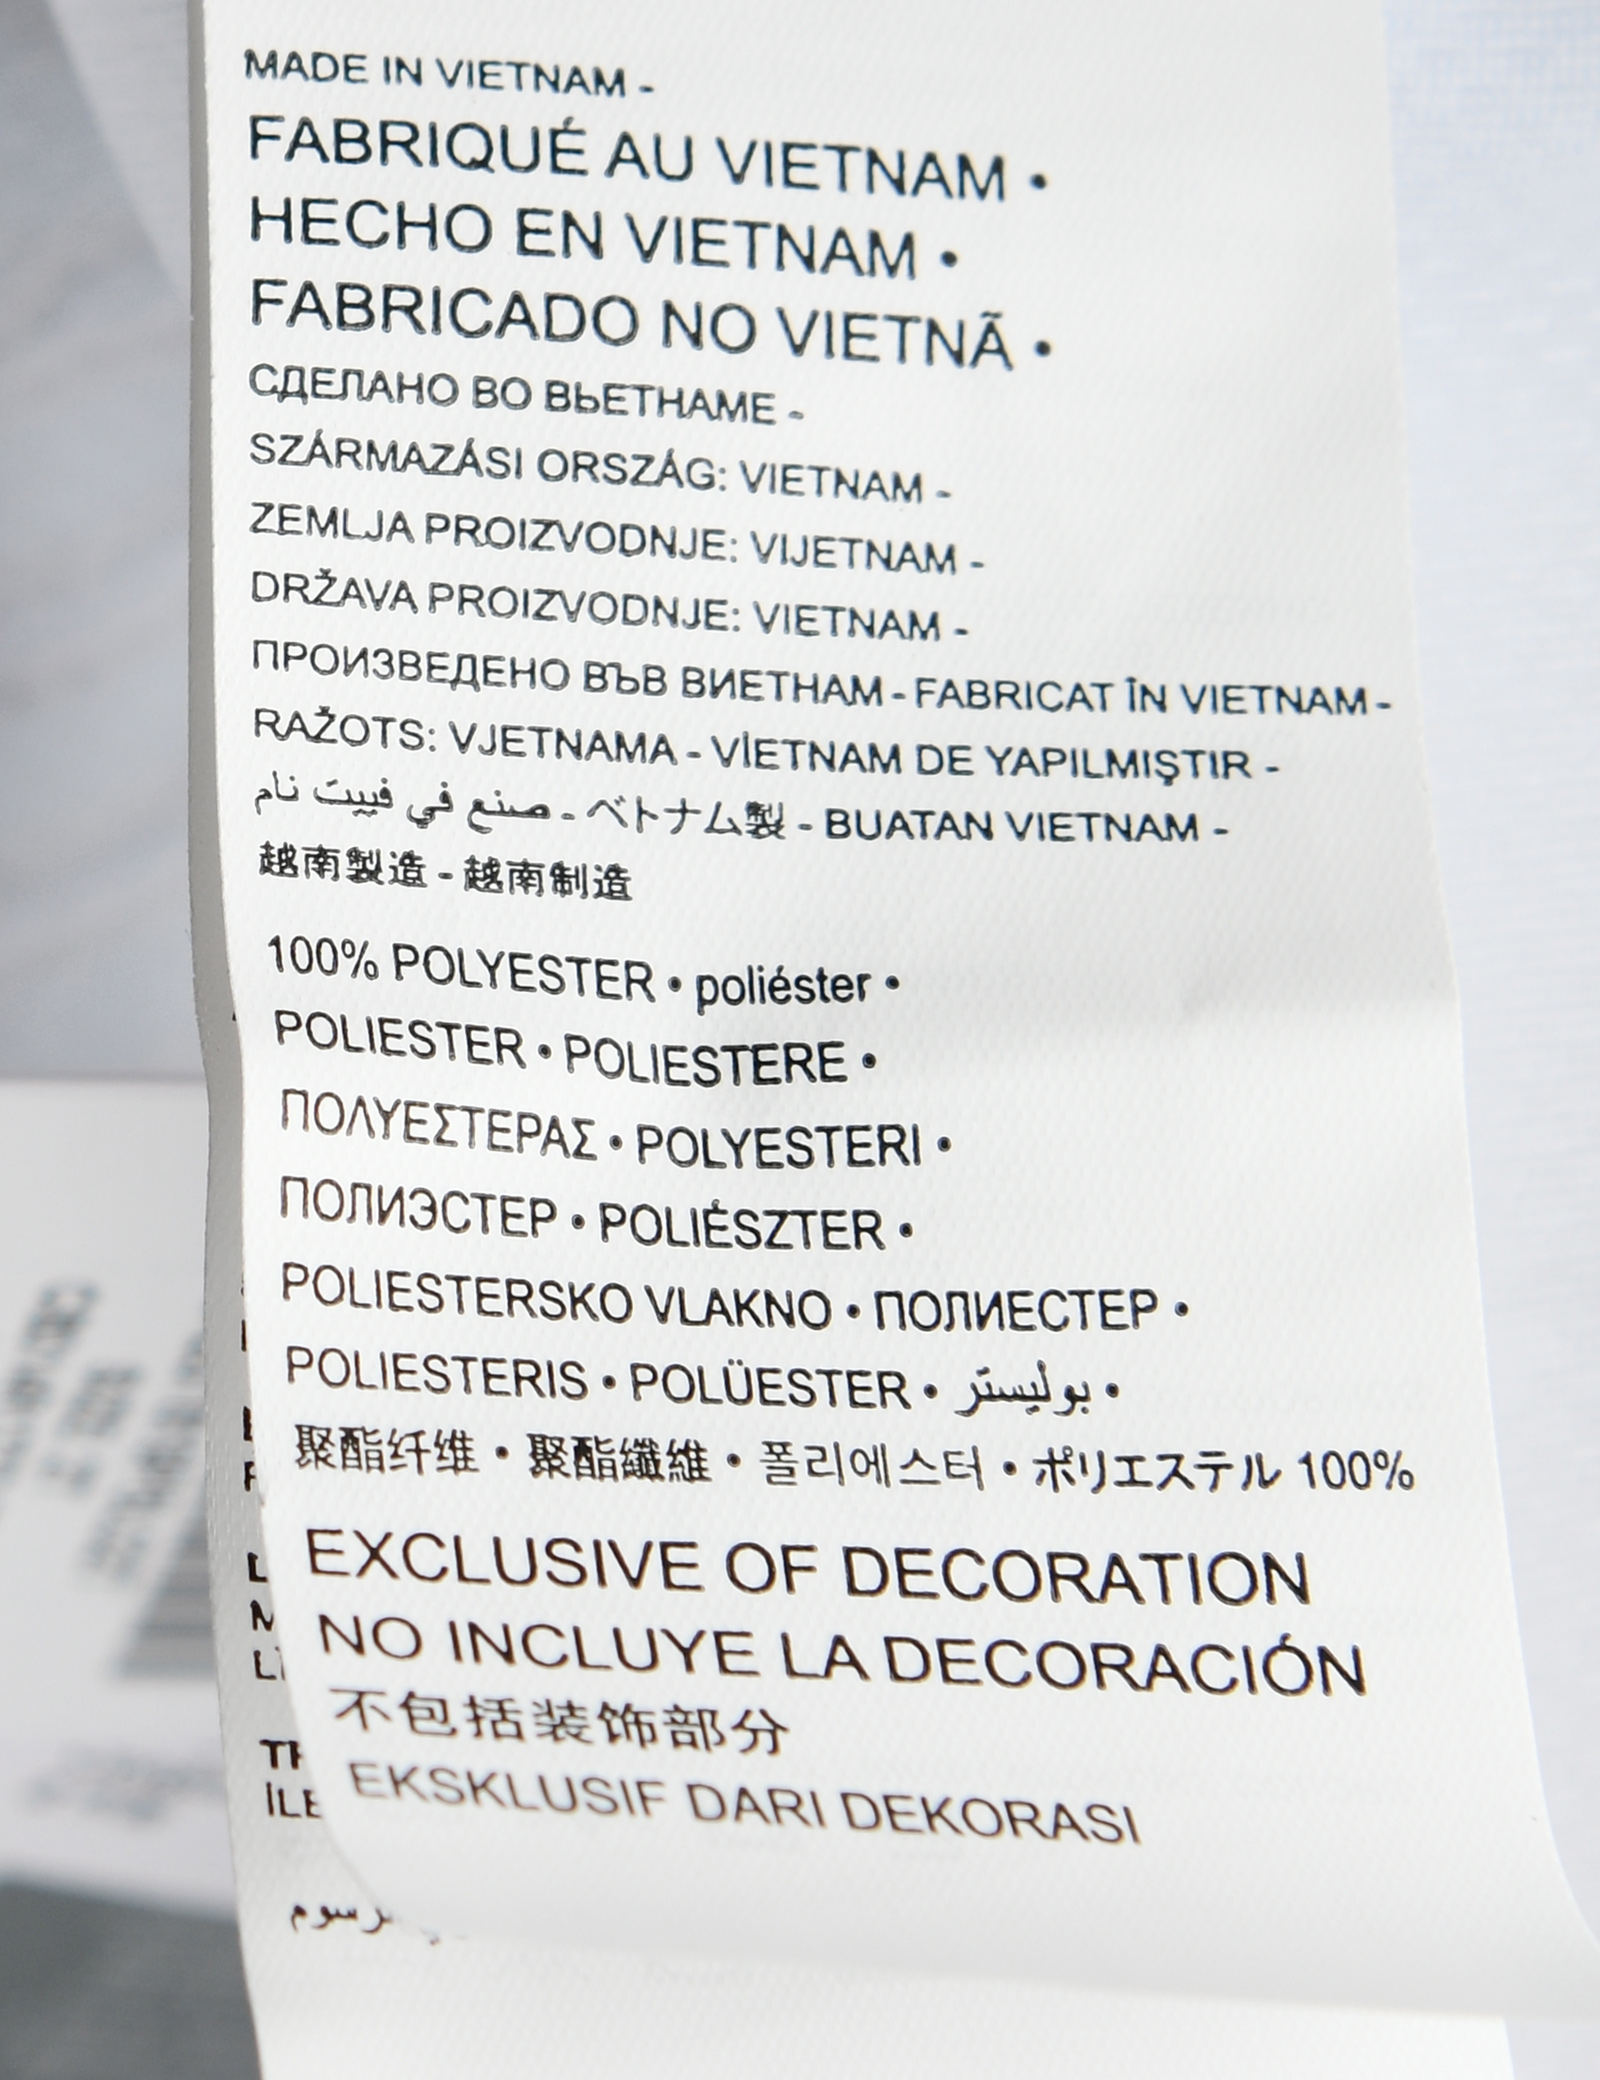 MADE IN VIETNAM -
FABRIQUÉ AU VIETNAM •
HECHO EN VIETNAM •
FABRICADO NO VIETNÃ •
СДЕЛАНО ВО ВЬЕТНАМЕ -
SZÁRMAZÁSI ORSZÁG: VIETNAM -
ZEMLJA PROIZVODNJE: VIJETNAM -
DRŽAVA PROIZVODNJE: VIETNAM -
ПРОИЗВЕДЕНО ВЪВ ВИЕТНАМ - FABRICAT ÎN VIETNAM -
RAŽOTS: VJETNAMA - VİETNAM DE YAPILMIŞTIR -
صنع في فييت نام - ベトナム製 - BUATAN VIETNAM -
越南製造 - 越南制造
100% POLYESTER • poliéster •
POLIESTER • POLIESTERE •
ΠΟΛΥΕΣΤΕΡΑΣ • POLYESTERI •
ПОЛИЭСТЕР • POLIÉSZTER •
POLIESTERSKO VLAKNO • ПОЛИЕСТЕР •
POLIESTERIS • POLÜESTER • بوليستر •
聚酯纤维 • 聚酯纖維 • 폴리에스터 • ポリエステル 100%
EXCLUSIVE OF DECORATION
NO INCLUYE LA DECORACIÓN
不包括装饰部分
EKSKLUSIF DARI DEKORASI